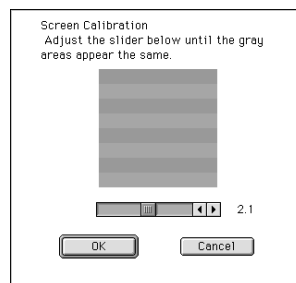 Screen Calibration
Adjust the slider below until the gray
areas appear the same.
2.1
OK Cancel